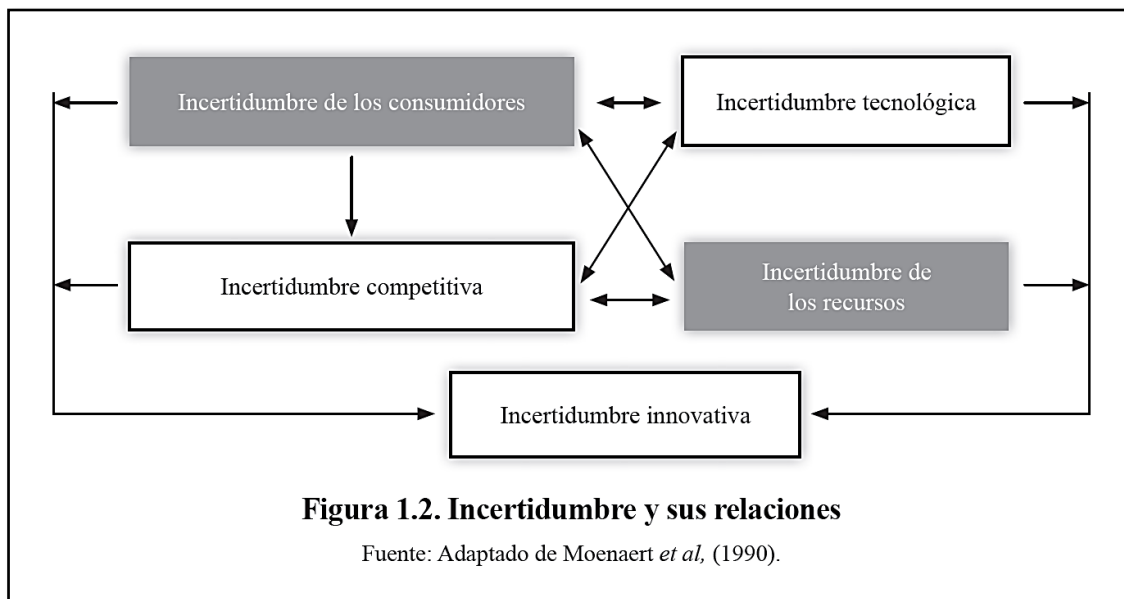 Incertidumbre de los consumidores
Incertidumbre tecnológica
Incertidumbre competitiva
Incertidumbre de
los recursos
Incertidumbre innovativa
Figura 1.2. Incertidumbre y sus relaciones
Fuente: Adaptado de Moenaert et al, (1990).